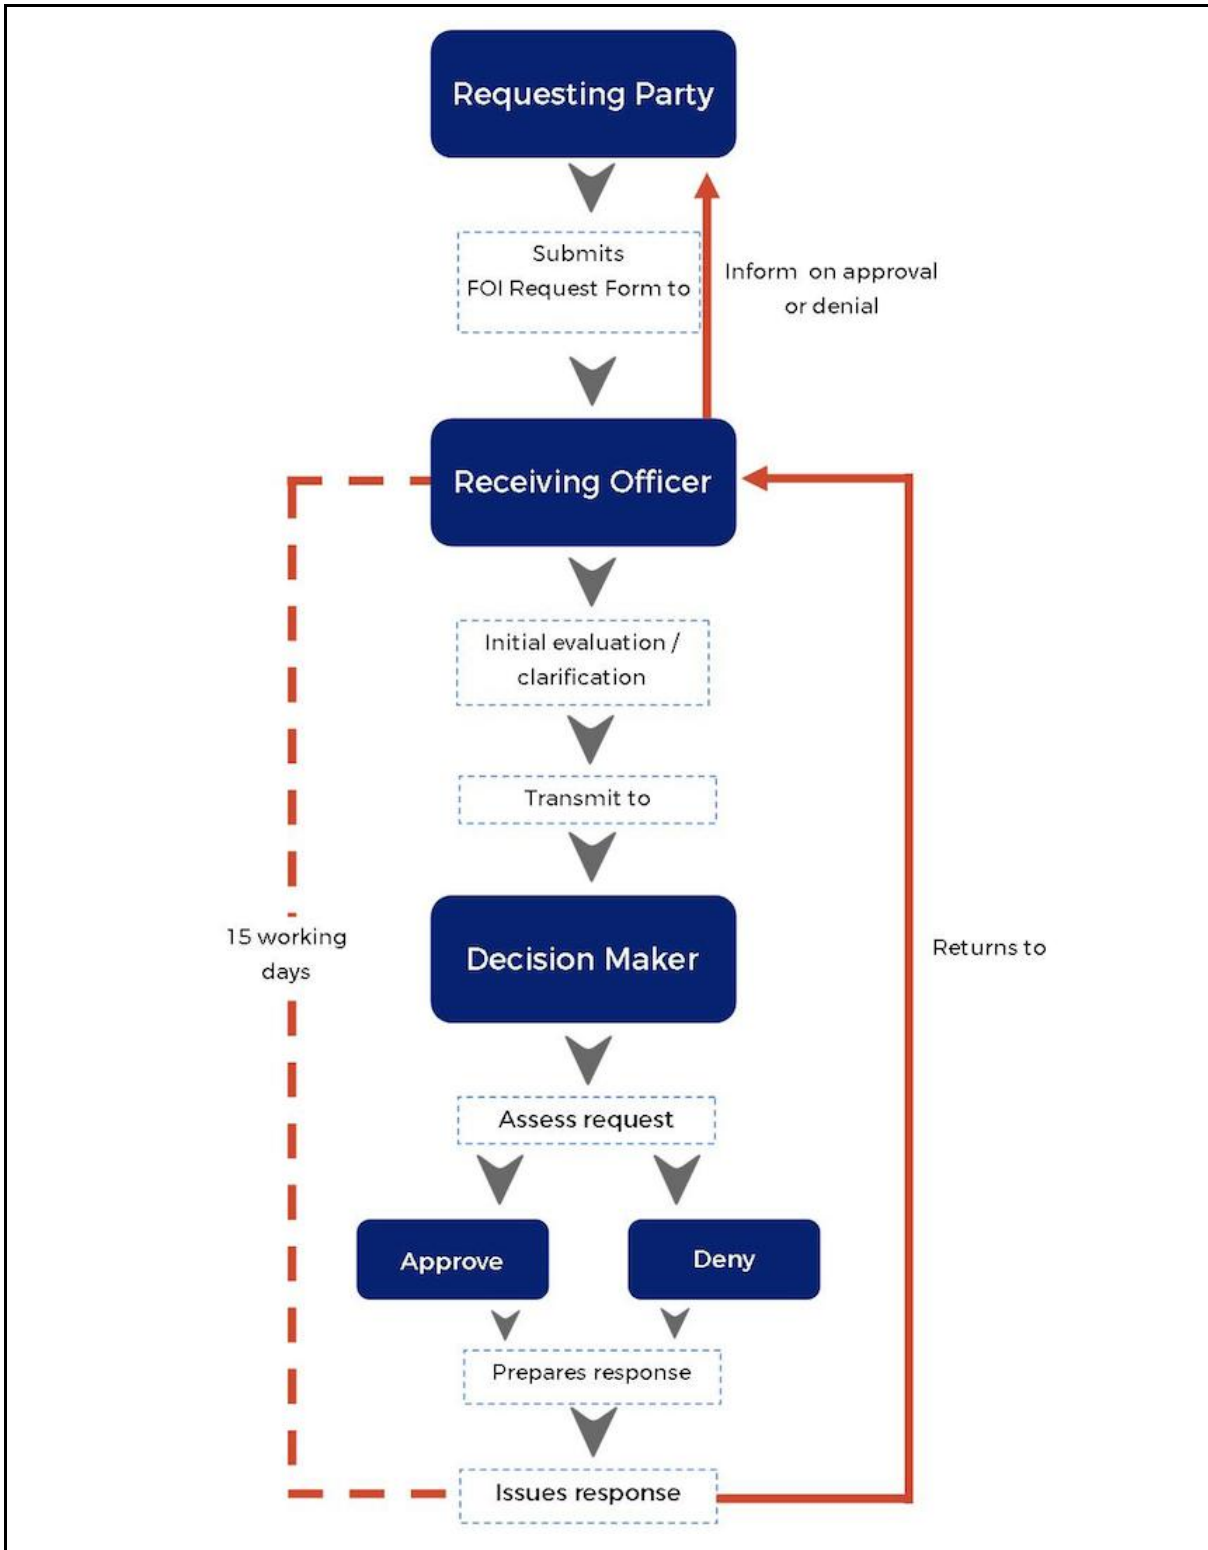 Requesting Party
Submits
FOI Request Form to
Inform on approval
or denial
Receiving Officer
Initial evaluation /
clarification
Transmit to
15 working
days
Decision Maker
Returns to
Assess request
Approve
Deny
Prepares response
Issues response